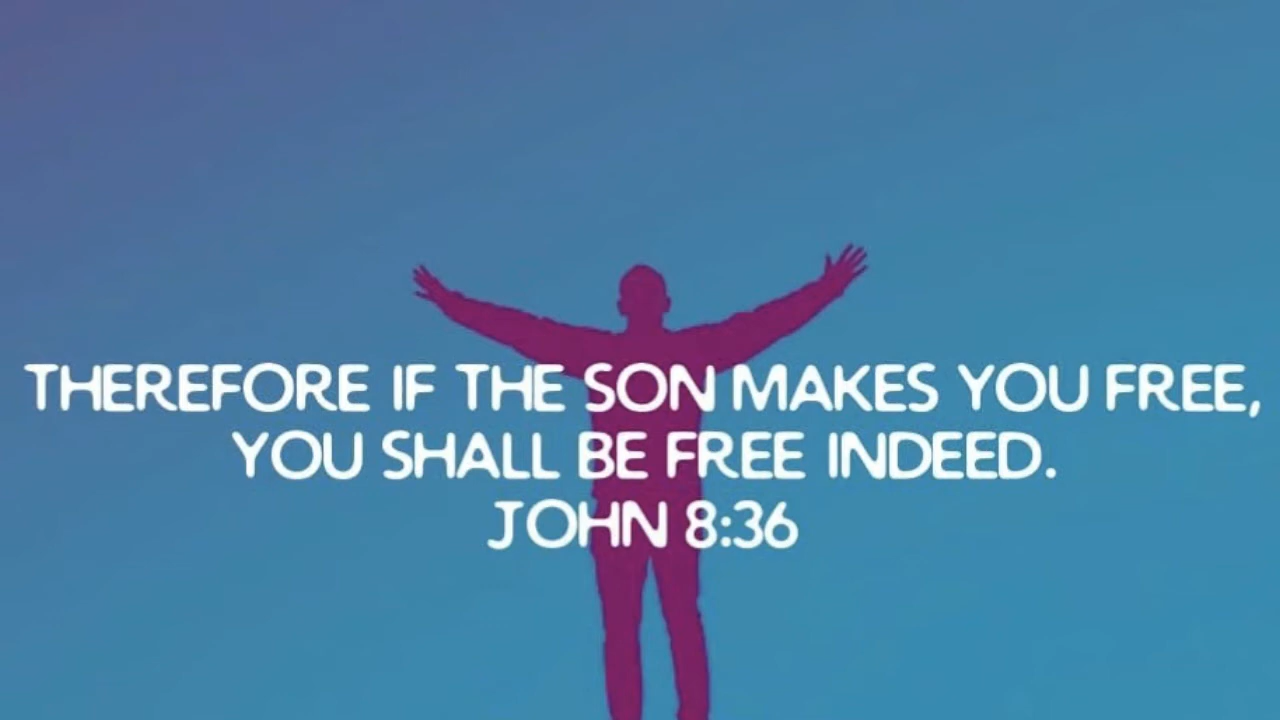 THEREFORE IF THE SON MAKES YOU FREE,
YOU SHALL BE FREE INDEED.
JOHN 8:36